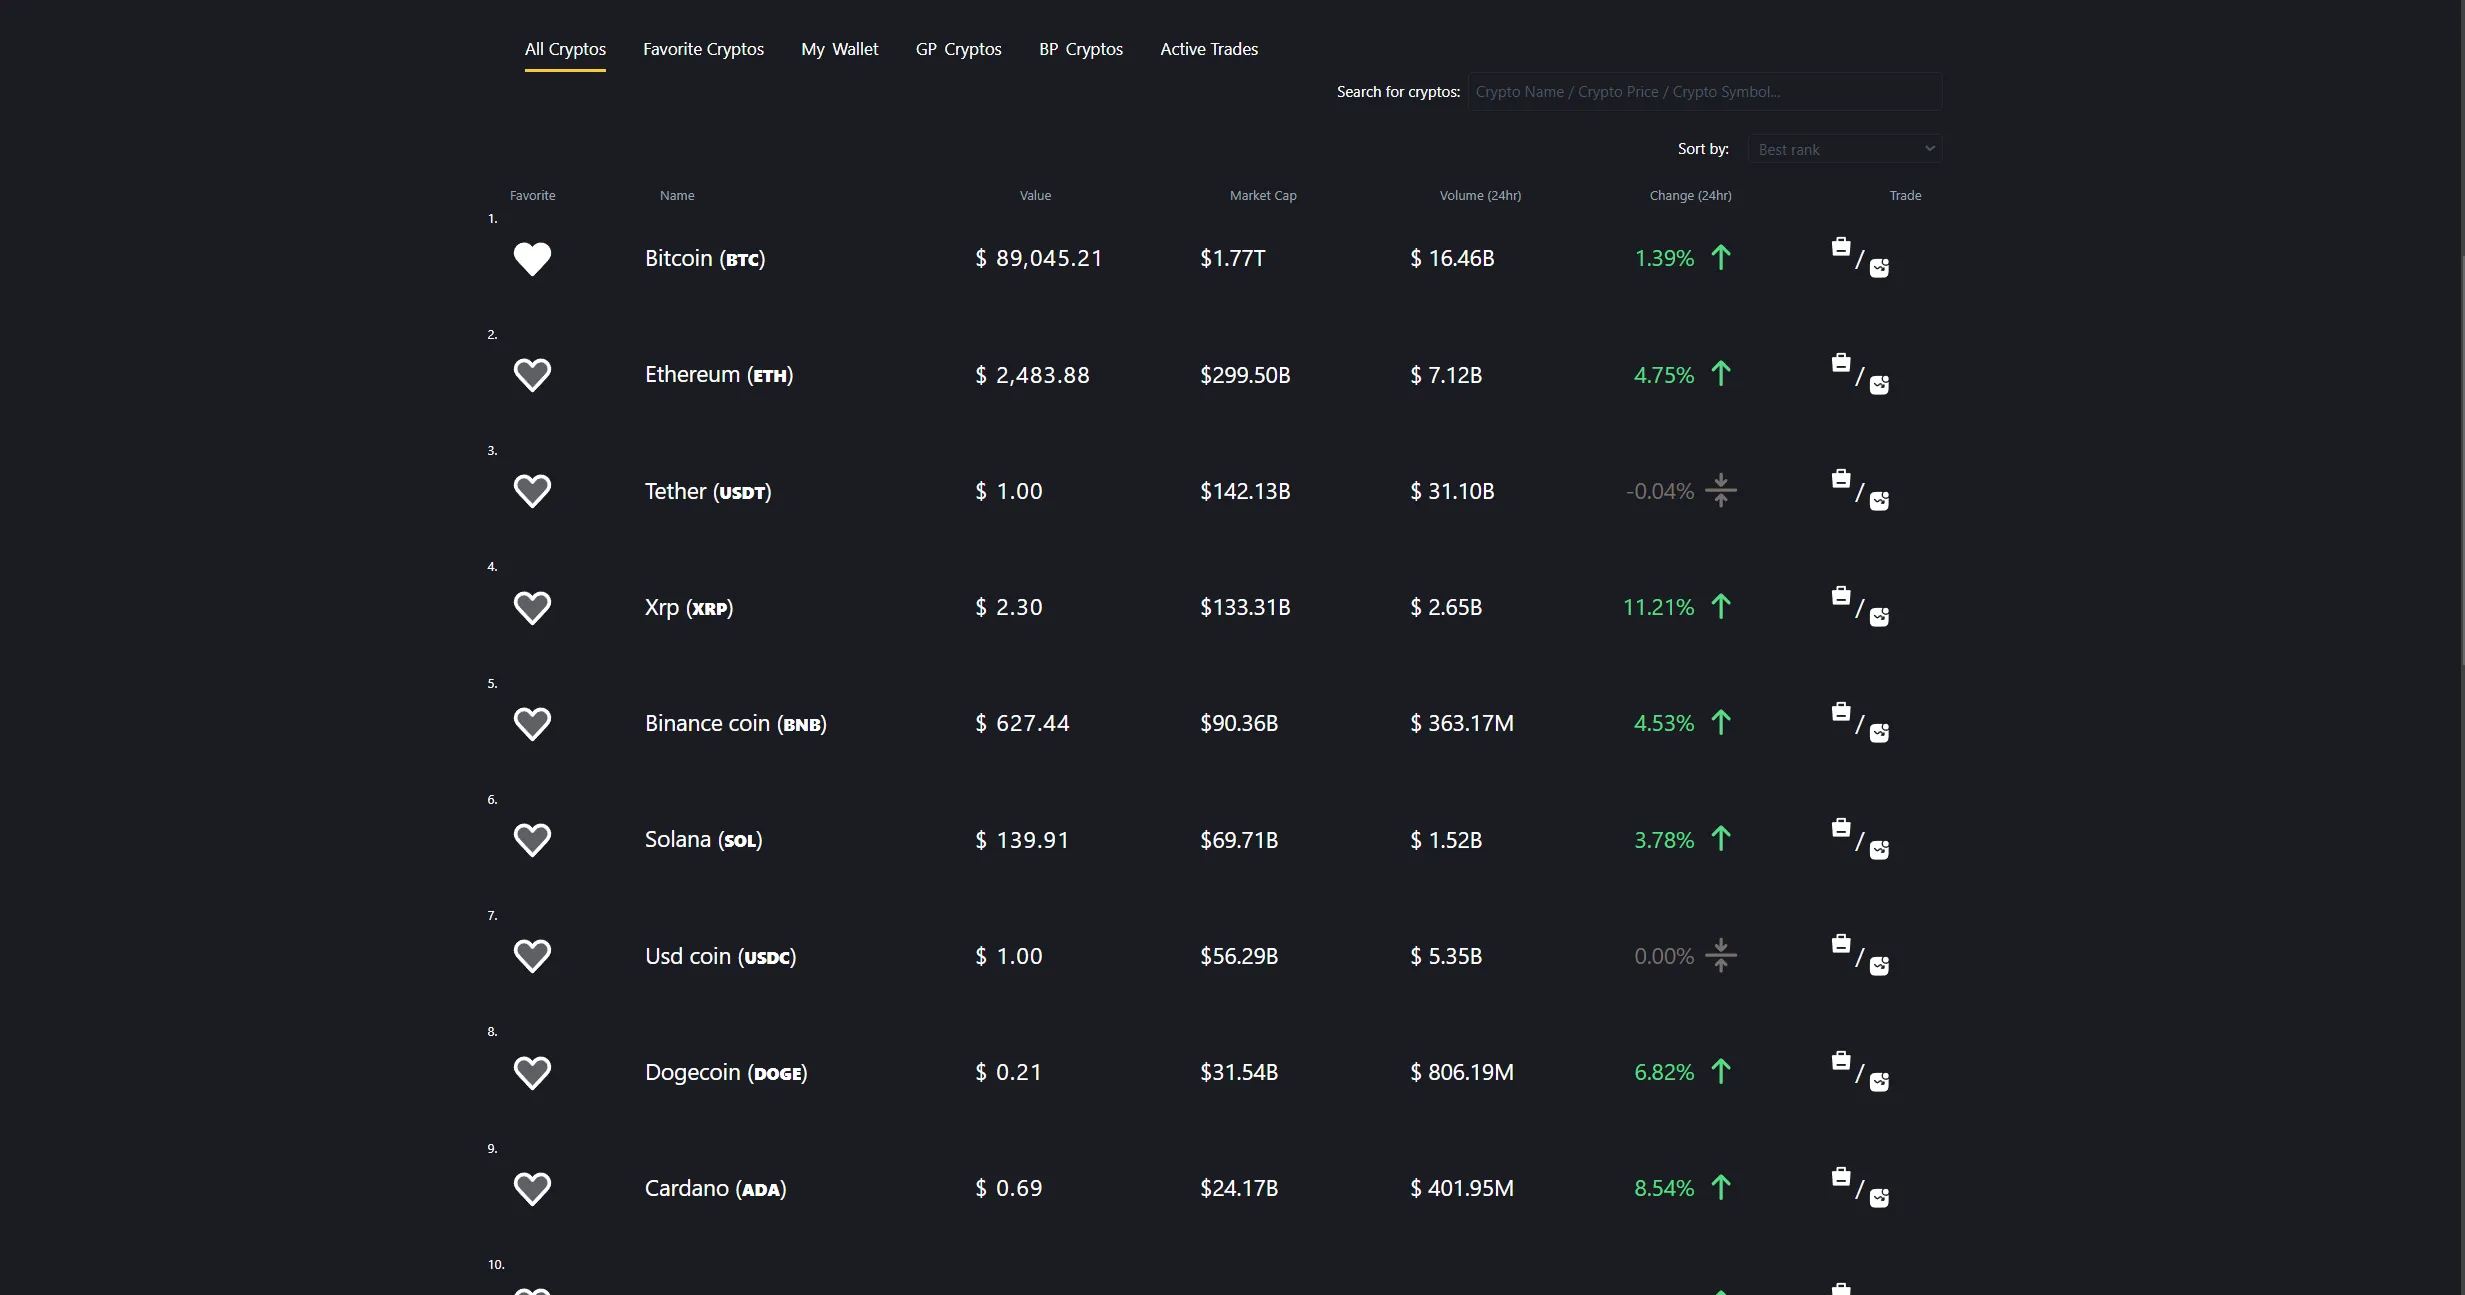 All Cryptos Favorite Cryptos My Wallet GP Cryptos BP Cryptos Active Trades
Search for cryptos: Crypto Name / Crypto Price / Crypto Symbol...
Sort by: Best rank
Favorite Name Value Market Cap Volume (24hr) Change (24hr) Trade
1.
Bitcoin (BTC) $ 89,045.21 $1.77T $ 16.46B 1.39% /
2.
Ethereum (ETH) $ 2,483.88 $299.50B $ 7.12B 4.75% /
3.
Tether (USDT) $ 1.00 $142.13B $ 31.10B -0.04% /
4.
Xrp (XRP) $ 2.30 $133.31B $ 2.65B 11.21% /
5.
Binance coin (BNB) $ 627.44 $90.36B $ 363.17M 4.53% /
6.
Solana (SOL) $ 139.91 $69.71B $ 1.52B 3.78% /
7.
Usd coin (USDC) $ 1.00 $56.29B $ 5.35B 0.00% /
8.
Dogecoin (DOGE) $ 0.21 $31.54B $ 806.19M 6.82% /
9.
Cardano (ADA) $ 0.69 $24.17B $ 401.95M 8.54% /
10.